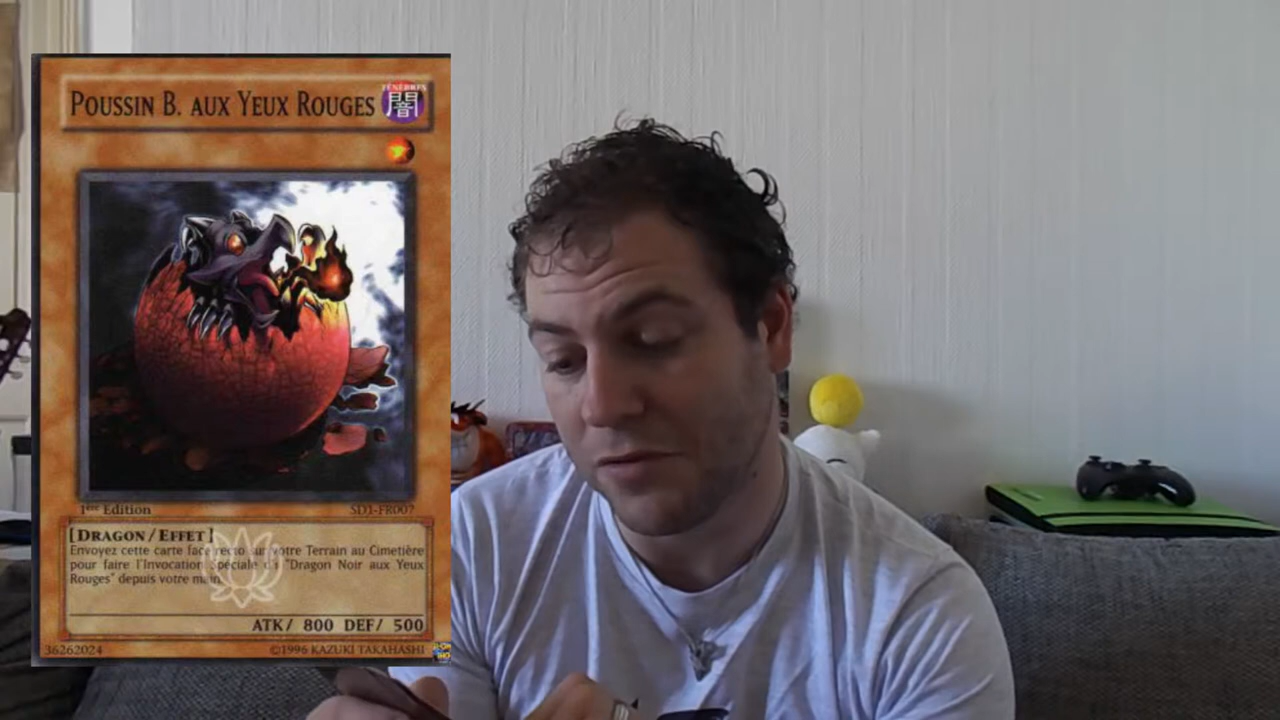 POUSSIN B. AUX YEUX ROUGES
TÉNÈBRES
闇
1ère Edition
SD1-FR007
[DRAGON/EFFET]
Envoyez cette carte face recto sur votre Terrain au Cimetière
pour faire l'Invocation Spéciale d'1 "Dragon Noir aux Yeux
Rouges" depuis votre main.
ATK/ 800 DEF/ 500
36262024
©1996 KAZUKI TAKAHASHI